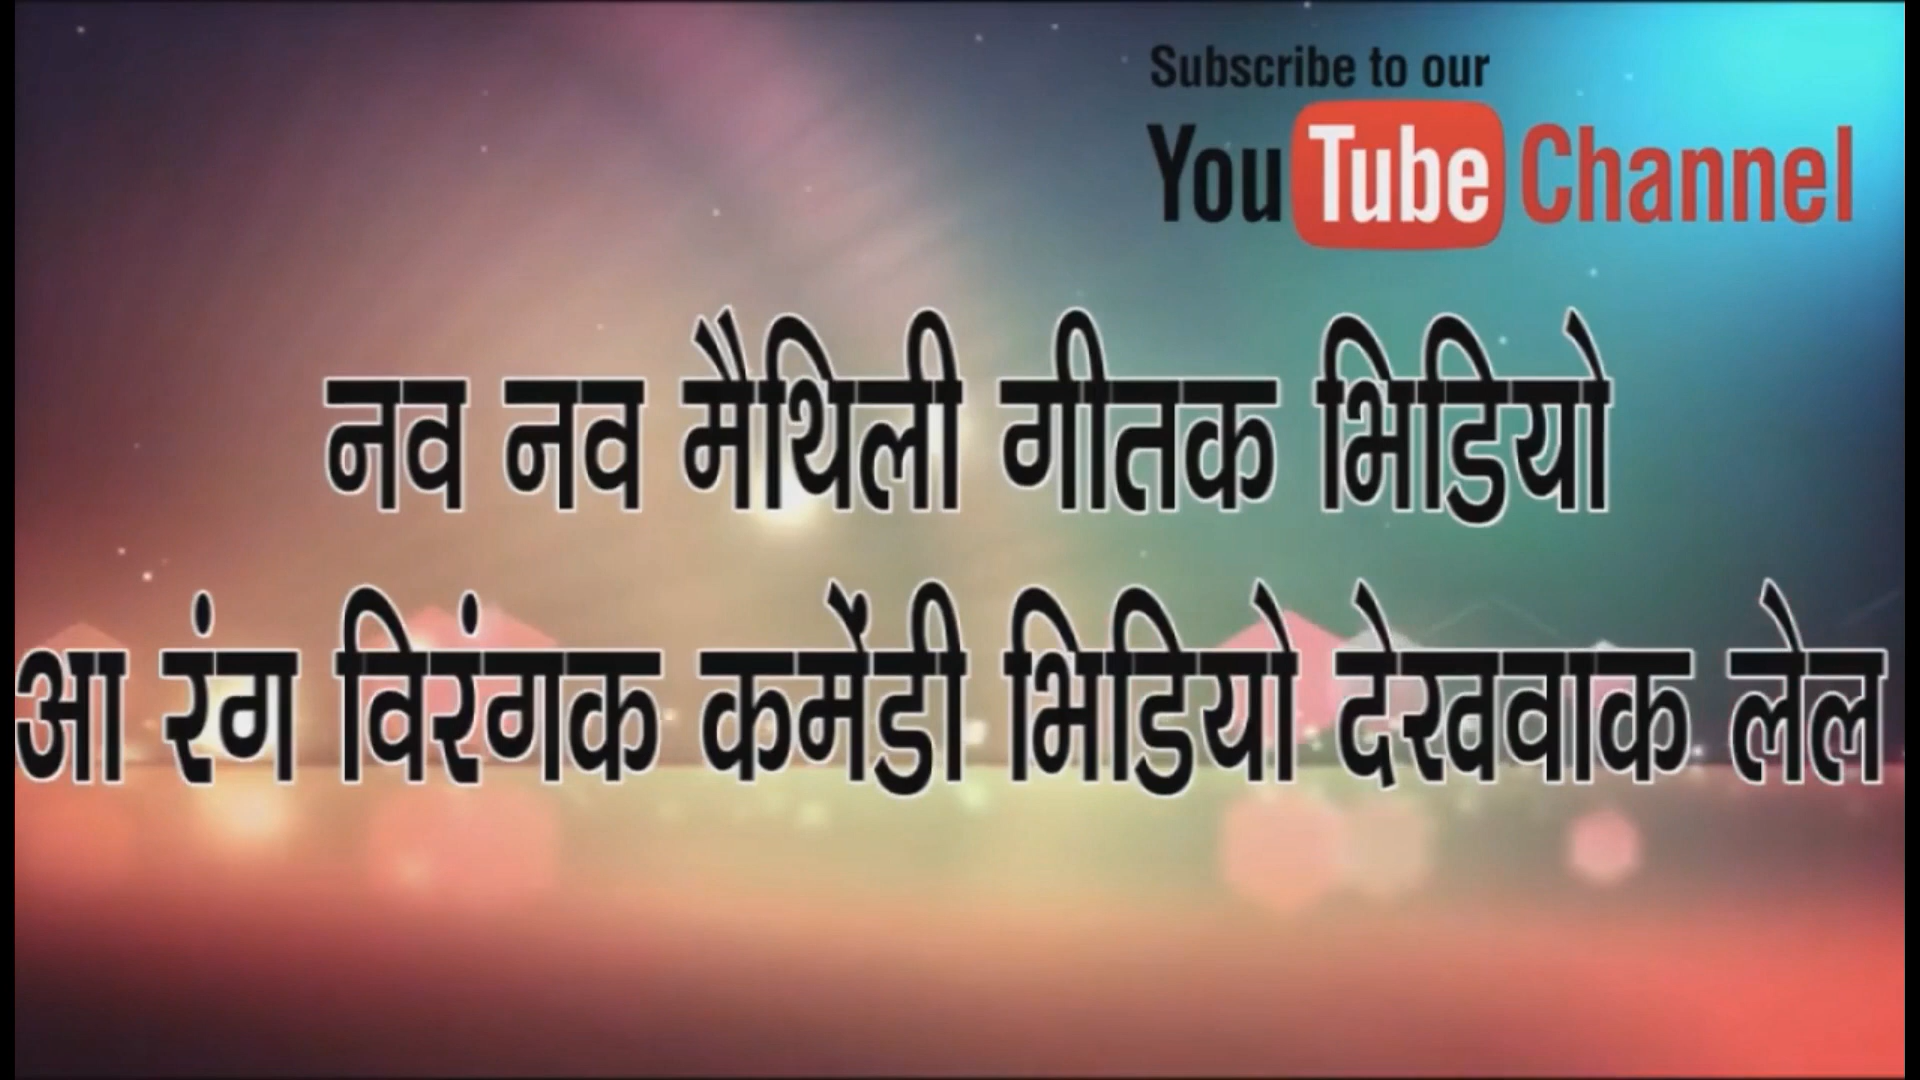 Subscribe to our
YouTube Channel
नव नव मैथिली गीतक भिडियो
आ रंग विरंगक कमेंडी भिडियो देखवाक लेल